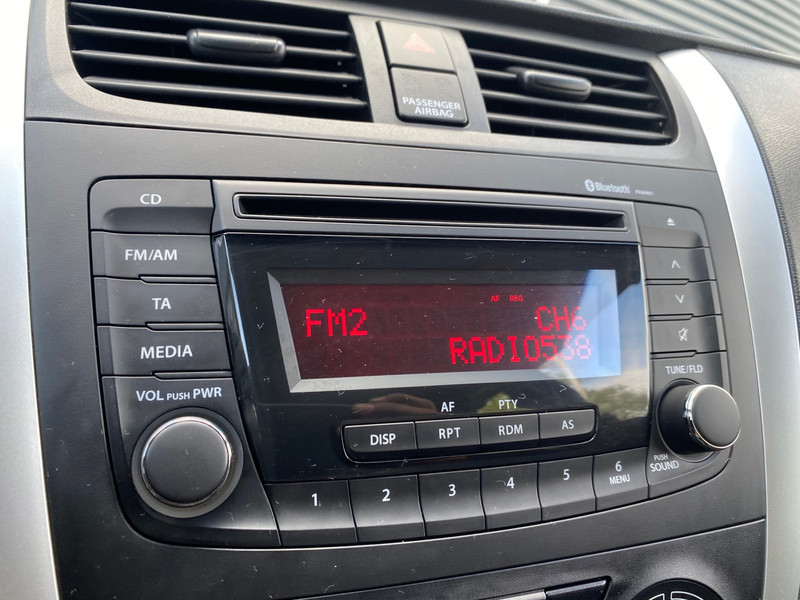 PASSENGER
AIRBAG
Bluetooth
CD
FM/AM
TA
MEDIA
VOL PUSH PWR
AF REG
FM2 CH6
RADIO538
TUNE/FLD
AF PTY
DISP RPT RDM AS
PUSH
SOUND
1 2 3 4 5 6
MENU